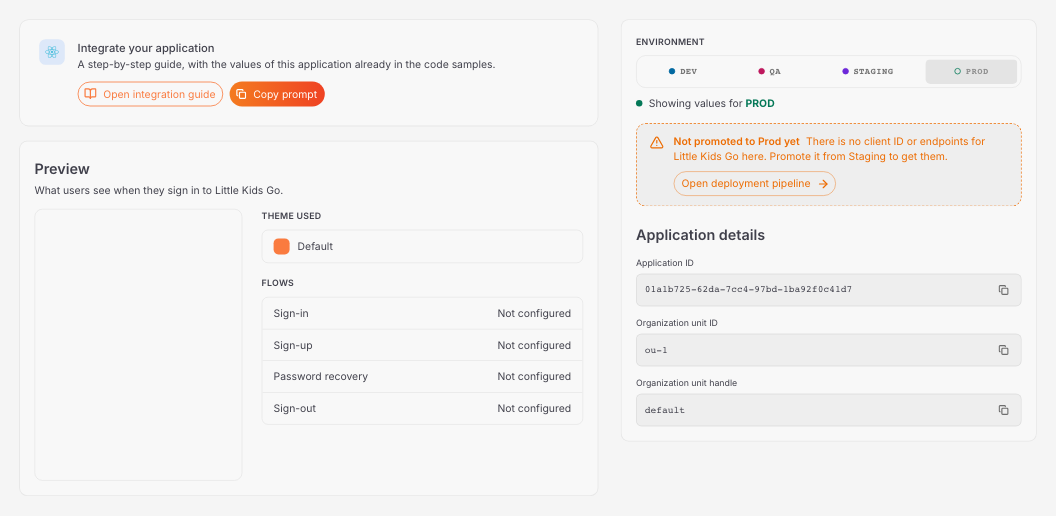 Integrate your application
A step-by-step guide, with the values of this application already in the code samples.
Open integration guide
Copy prompt
Preview
What users see when they sign in to Little Kids Go.
THEME USED
Default
FLOWS
Sign-in Not configured
Sign-up Not configured
Password recovery Not configured
Sign-out Not configured
ENVIRONMENT
DEV QA STAGING PROD
Showing values for PROD
Not promoted to Prod yet There is no client ID or endpoints for
Little Kids Go here. Promote it from Staging to get them.
Open deployment pipeline
Application details
Application ID
01a1b725-62da-7cc4-97bd-1ba92f0c41d7
Organization unit ID
ou-1
Organization unit handle
default